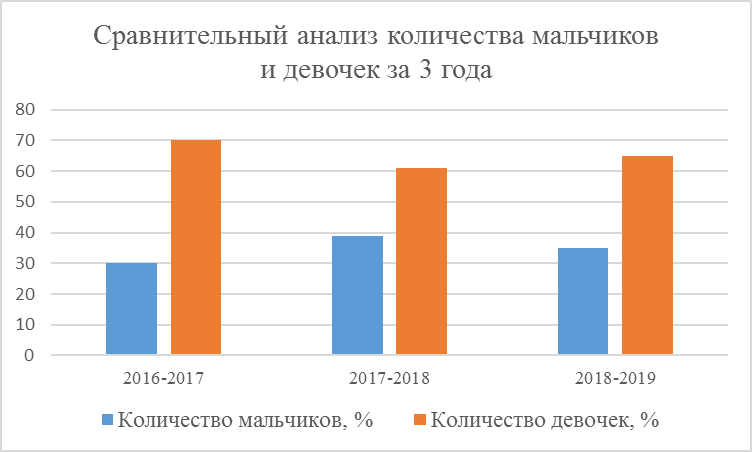 Сравнительный анализ количества мальчиков
и девочек за 3 года
80
70
60
50
40
30
20
10
0
2016-2017 2017-2018 2018-2019
Количество мальчиков, % Количество девочек, %